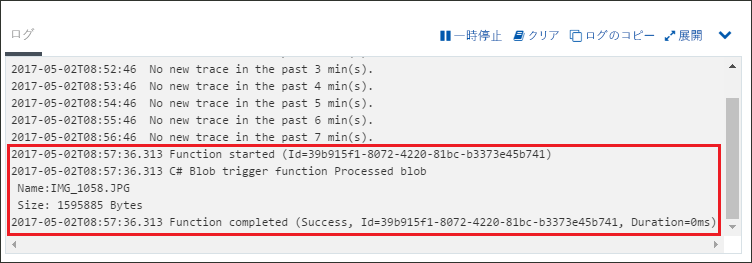 ログ
一時停止 クリア ログのコピー 展開
2017-05-02T08:52:46 No new trace in the past 3 min(s).
2017-05-02T08:53:46 No new trace in the past 4 min(s).
2017-05-02T08:54:46 No new trace in the past 5 min(s).
2017-05-02T08:55:46 No new trace in the past 6 min(s).
2017-05-02T08:56:46 No new trace in the past 7 min(s).
2017-05-02T08:57:36.313 Function started (Id=39b915f1-8072-4220-81bc-b3373e45b741)
2017-05-02T08:57:36.313 C# Blob trigger function Processed blob
Name:IMG_1058.JPG
Size: 1595885 Bytes
2017-05-02T08:57:36.313 Function completed (Success, Id=39b915f1-8072-4220-81bc-b3373e45b741, Duration=0ms)